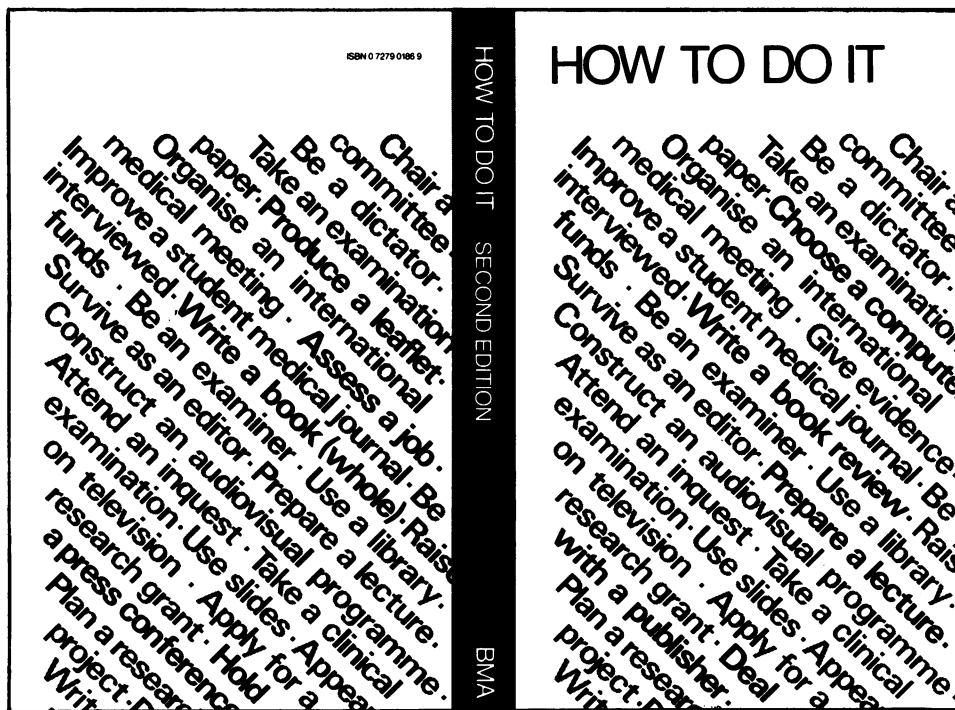 ISBN 0 7279 0186 9
Chair a
committee ·
Be a dictator ·
Take an examination
paper · Produce a leaflet ·
Organise an international
medical meeting · Assess a job ·
Improve a student medical journal · Be
interviewed · Write a book (whole) · Raise
funds · Be an examiner · Use a library ·
Survive as an editor · Prepare a lecture ·
Construct an audiovisual programme ·
Attend an inquest · Take a clinical
examination · Use slides · Appear
on television · Apply for a
research grant · Hold
a press conference
Plan a resear
project ·
Writ
HOW TO DO IT SECOND EDITION BMA
HOW TO DO IT
Chair a
committee
Be a dictator ·
Take an examination
paper · Choose a computer
Organise an international
medical meeting · Give evidence ·
Improve a student medical journal · Be
interviewed · Write a book review · Rais
funds · Be an examiner · Use a library ·
Survive as an editor · Prepare a lecture ·
Construct an audiovisual programme ·
Attend an inquest · Take a clinical
examination · Use slides · Appea
on television · Apply for a
research grant · Deal
with a publisher
Plan a resear
project ·
Writ